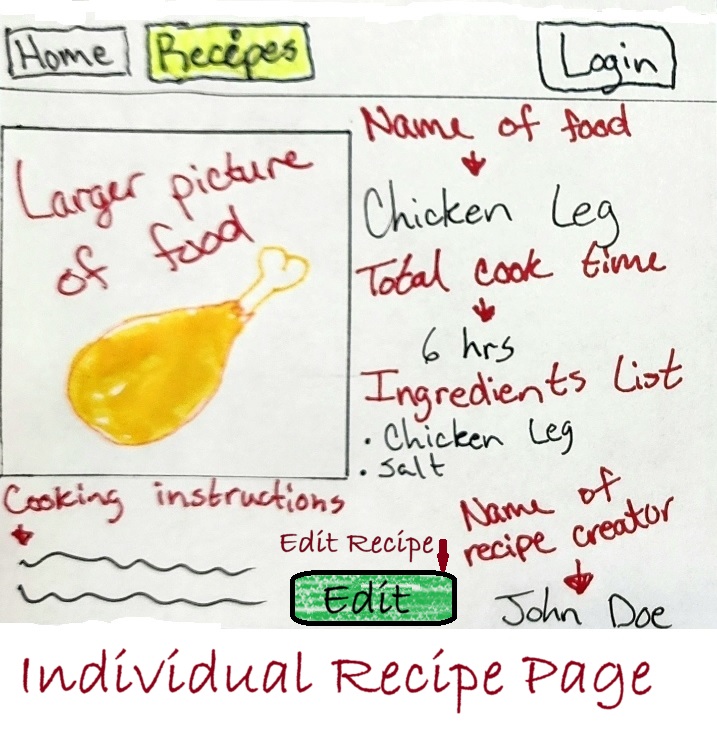 Home Recipes Login
Larger picture
of food
Name of food
Chicken Leg
Total cook time
6 hrs
Ingredients List
• Chicken Leg
• Salt
Cooking instructions
Edit Recipe
Edit
Name of
recipe creator
John Doe
Individual Recipe Page